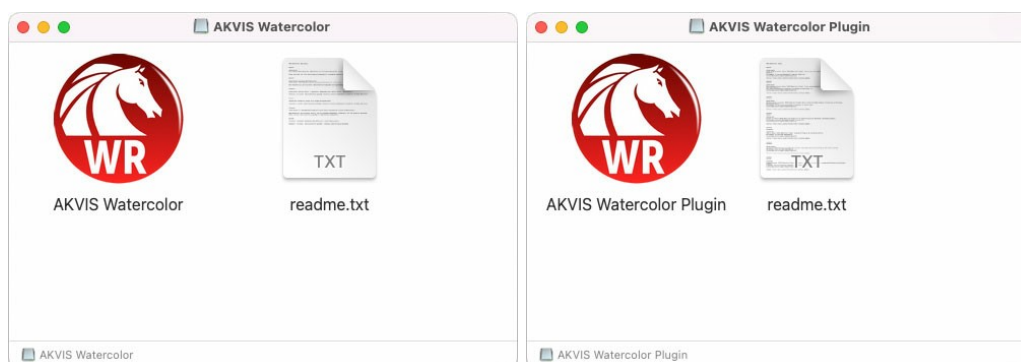 AKVIS Watercolor
WR
TXT
AKVIS Watercolor
readme.txt
AKVIS Watercolor
AKVIS Watercolor Plugin
WR
TXT
AKVIS Watercolor Plugin
readme.txt
AKVIS Watercolor Plugin